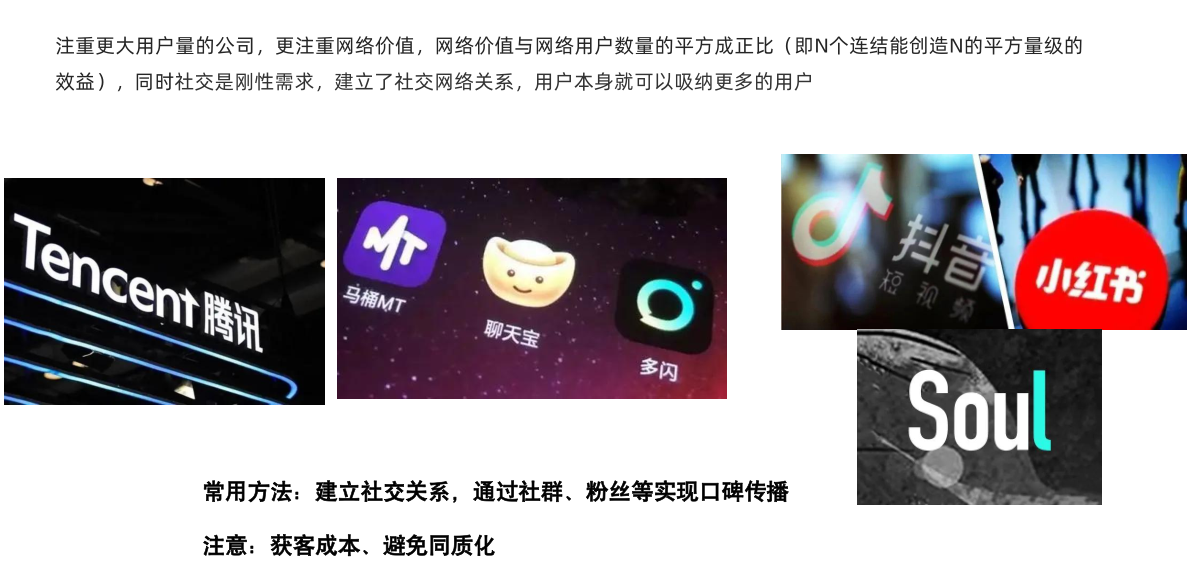 注重更大用户量的公司，更注重网络价值，网络价值与网络用户数量的平方成正比（即N个连结能创造N的平方量级的
效益），同时社交是刚性需求，建立了社交网络关系，用户本身就可以吸纳更多的用户
Tencent 腾讯
MT
马桶MT
聊天宝
多闪
抖音
短视频
小红书
Soul
常用方法：建立社交关系，通过社群、粉丝等实现口碑传播
注意：获客成本、避免同质化